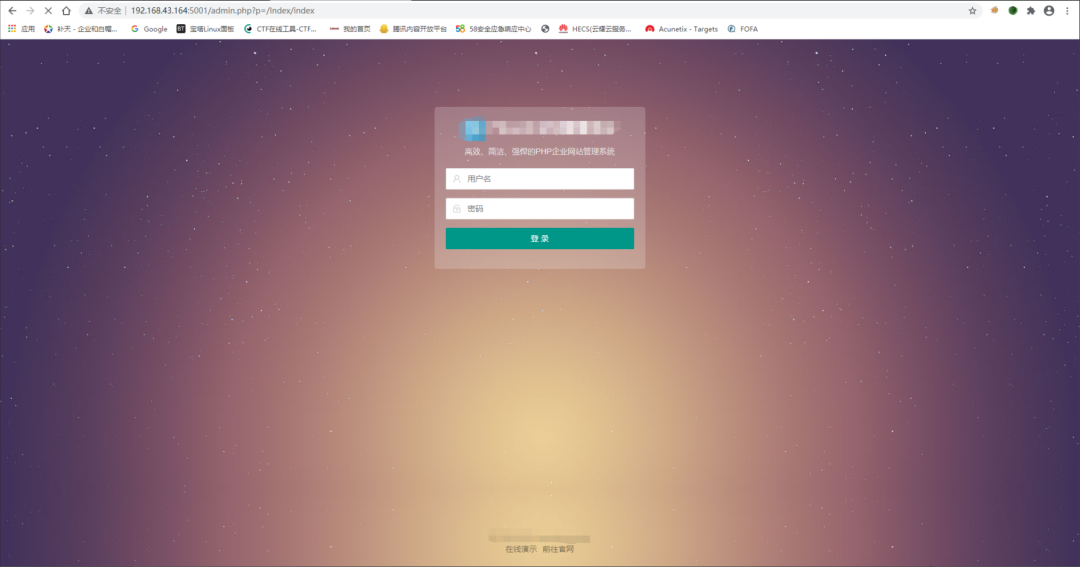 不安全 | 192.168.43.164:5001/admin.php?p=/Index/index
应用 补天 - 企业和白帽... Google BT 宝塔Linux面板 CTF在线工具-CTF... 我的首页 腾讯内容开放平台 58 58安全应急响应中心 HECS(云耀云服务... Acunetix - Targets FOFA
高效、简洁、强悍的PHP企业网站管理系统
用户名
密码
登 录
在线演示 前往官网